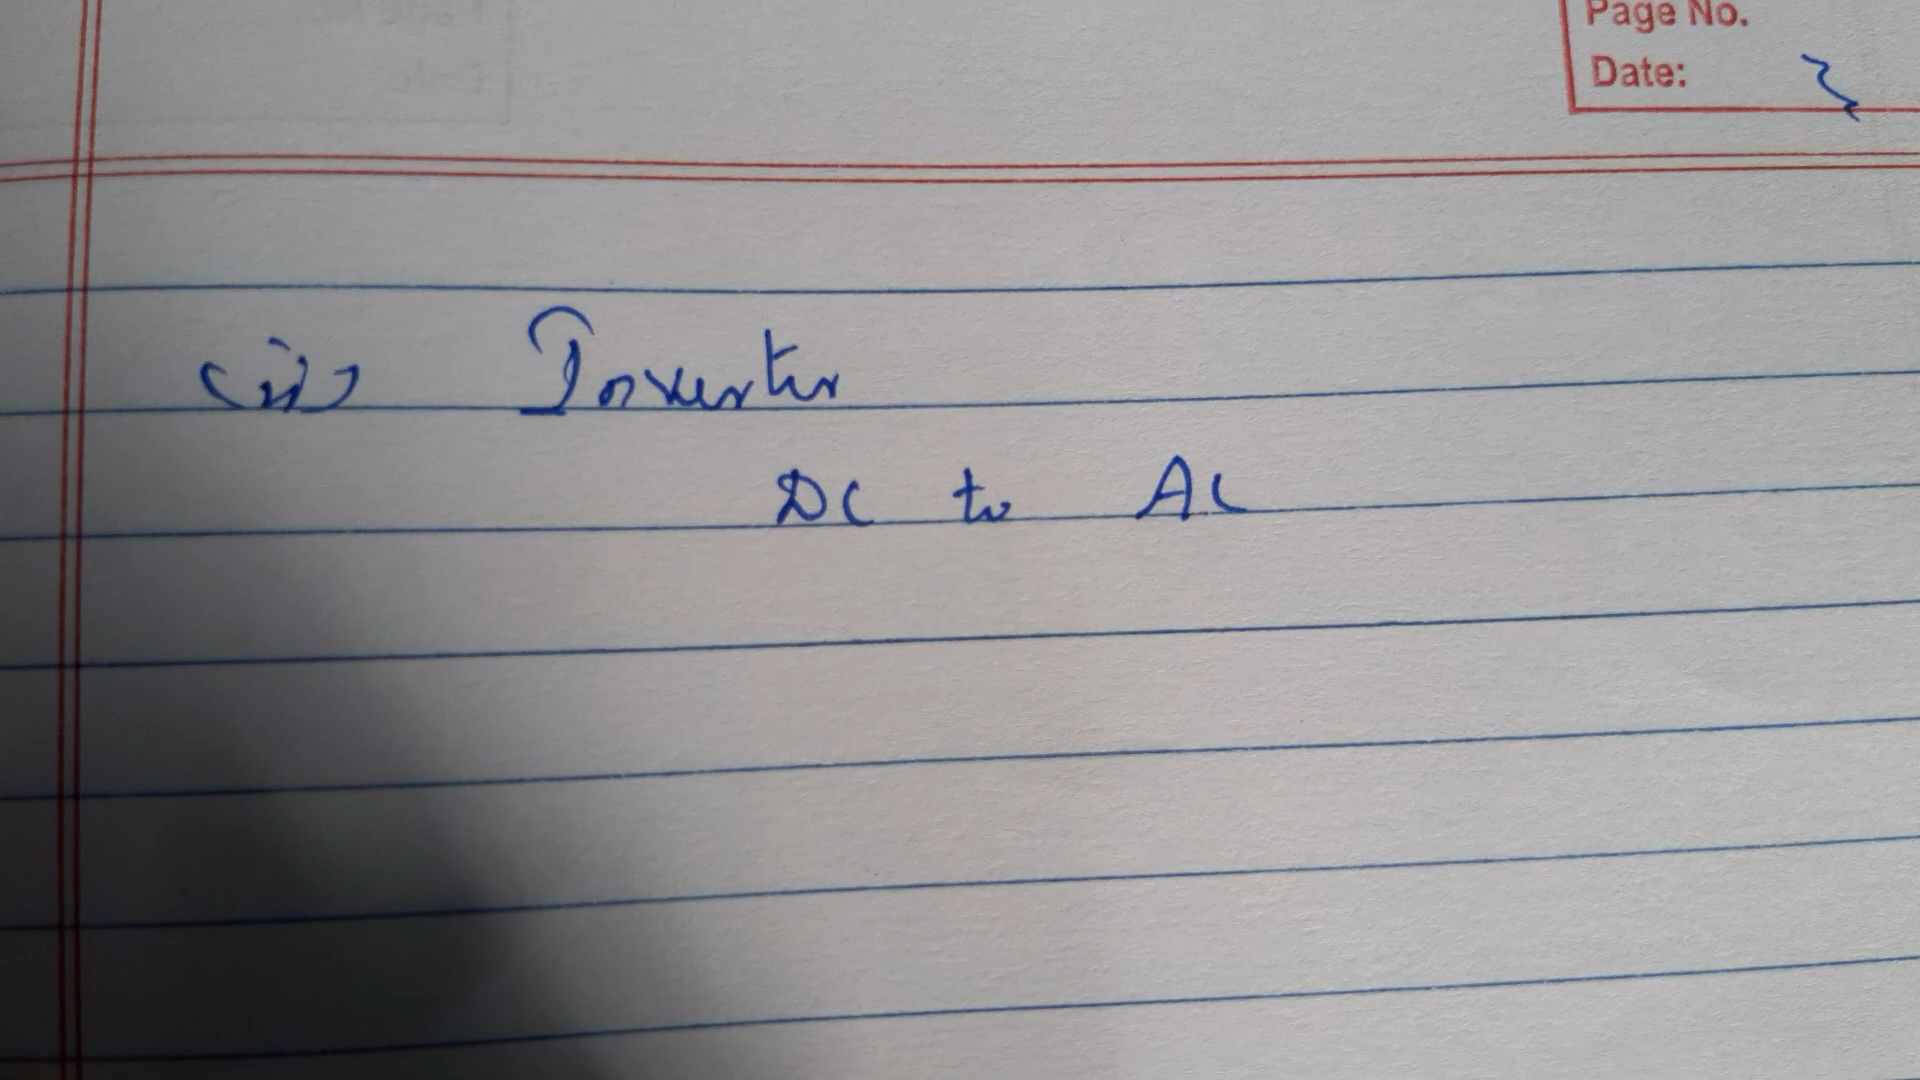 Page No.
Date:
(ii) Inverter
DC to AC